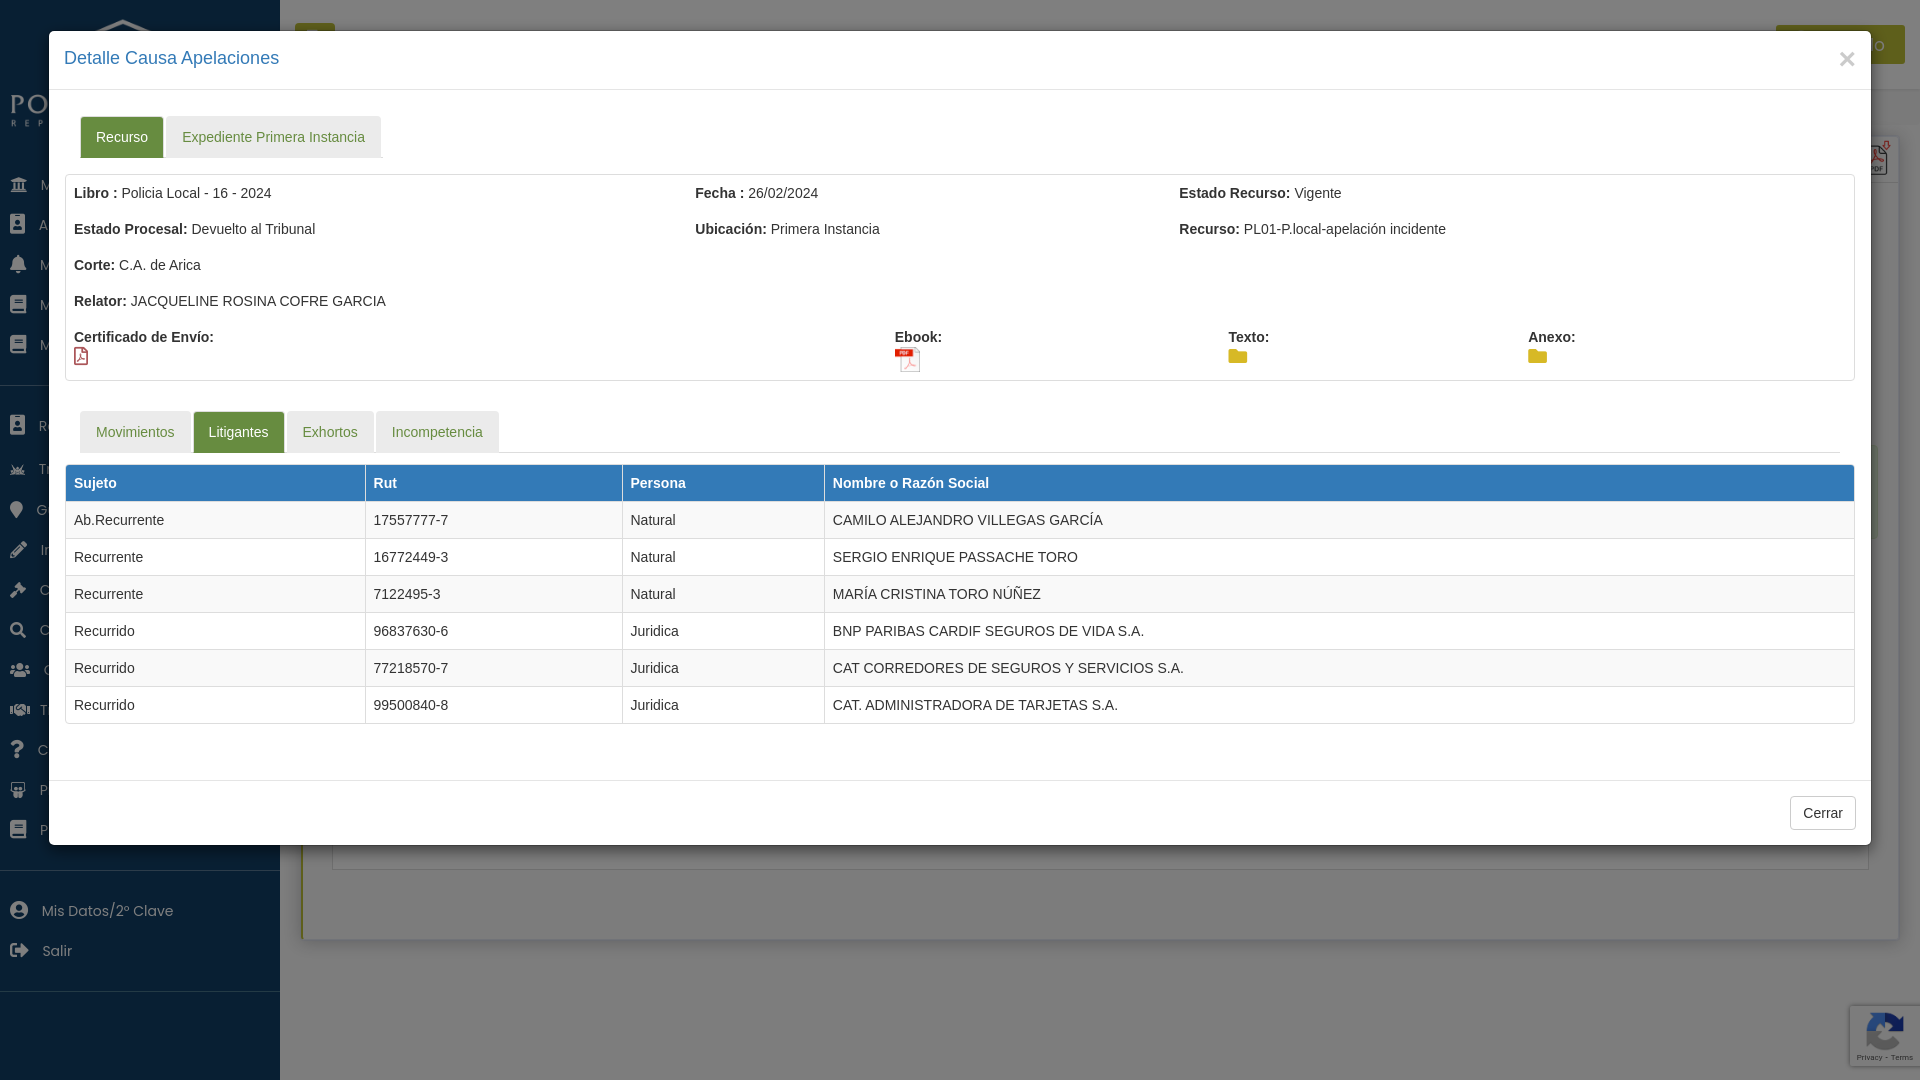 Detalle Causa Apelaciones
×
Recurso
Expediente Primera Instancia
Libro : Policia Local - 16 - 2024
Fecha : 26/02/2024
Estado Recurso: Vigente
Estado Procesal: Devuelto al Tribunal
Ubicación: Primera Instancia
Recurso: PL01-P.local-apelación incidente
Corte: C.A. de Arica
Relator: JACQUELINE ROSINA COFRE GARCIA
Certificado de Envío:
Ebook:
Texto:
Anexo:
PDF
Movimientos
Litigantes
Exhortos
Incompetencia
Sujeto Rut Persona Nombre o Razón Social
Ab.Recurrente 17557777-7 Natural CAMILO ALEJANDRO VILLEGAS GARCÍA
Recurrente 16772449-3 Natural SERGIO ENRIQUE PASSACHE TORO
Recurrente 7122495-3 Natural MARÍA CRISTINA TORO NÚÑEZ
Recurrido 96837630-6 Juridica BNP PARIBAS CARDIF SEGUROS DE VIDA S.A.
Recurrido 77218570-7 Juridica CAT CORREDORES DE SEGUROS Y SERVICIOS S.A.
Recurrido 99500840-8 Juridica CAT. ADMINISTRADORA DE TARJETAS S.A.
Cerrar
Mis Datos/2º Clave
Salir
Privacy - Terms